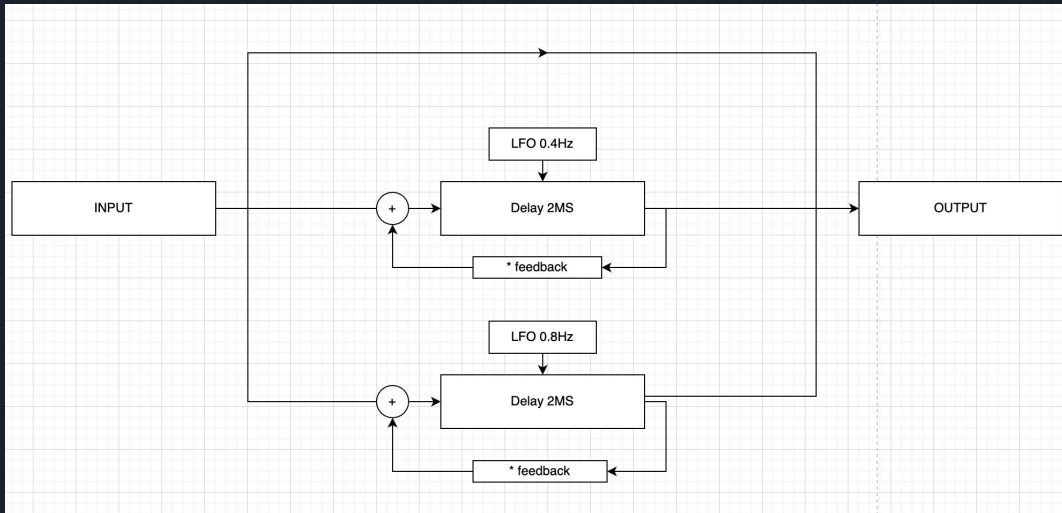 LFO 0.4Hz
INPUT
+
Delay 2MS
OUTPUT
* feedback
LFO 0.8Hz
+
Delay 2MS
* feedback